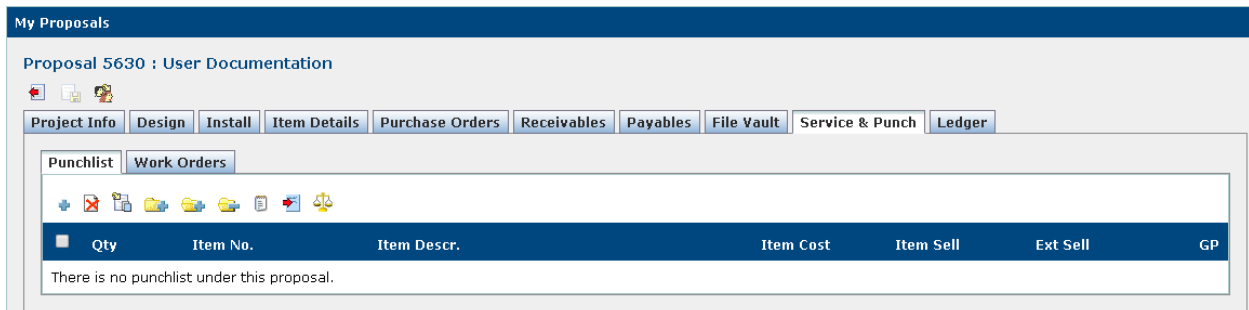 My Proposals
Proposal 5630 : User Documentation
Project Info Design Install Item Details Purchase Orders Receivables Payables File Vault Service & Punch Ledger
Punchlist Work Orders
Qty Item No. Item Descr. Item Cost Item Sell Ext Sell GP
There is no punchlist under this proposal.